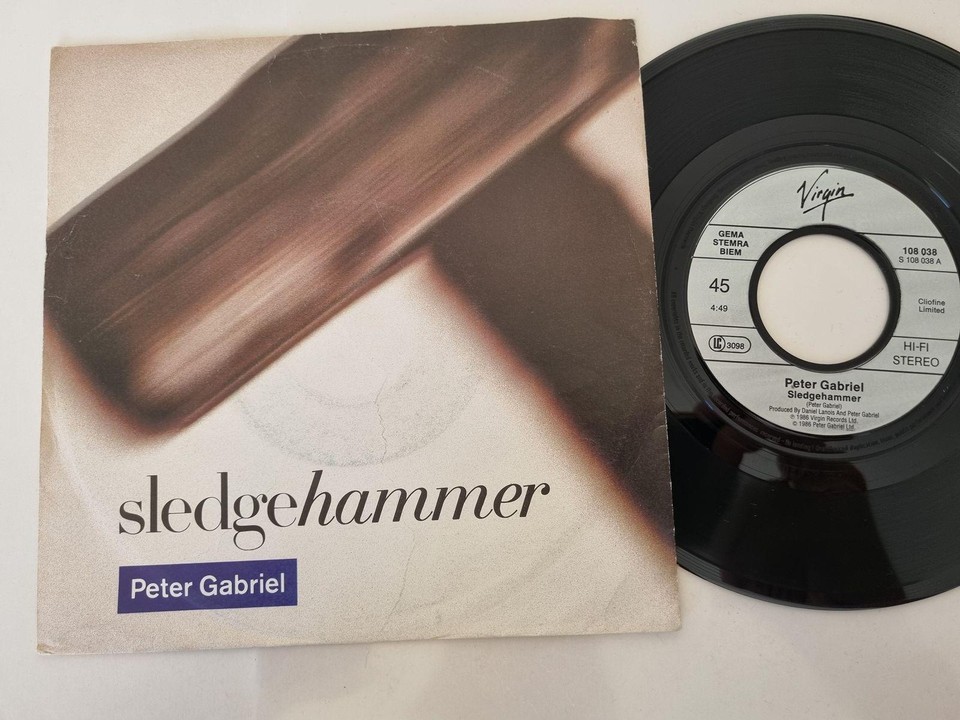 sledgehammer
Peter Gabriel
Virgin
GEMA
STEMRA
BIEM
108 038
S 108 038 A
45
4:49
Cliofine
Limited
LC 3098
HI-FI
STEREO
Peter Gabriel
Sledgehammer
(Peter Gabriel)
Produced By Daniel Lanois And Peter Gabriel
℗ 1986 Virgin Records Ltd.
© 1986 Peter Gabriel Ltd.